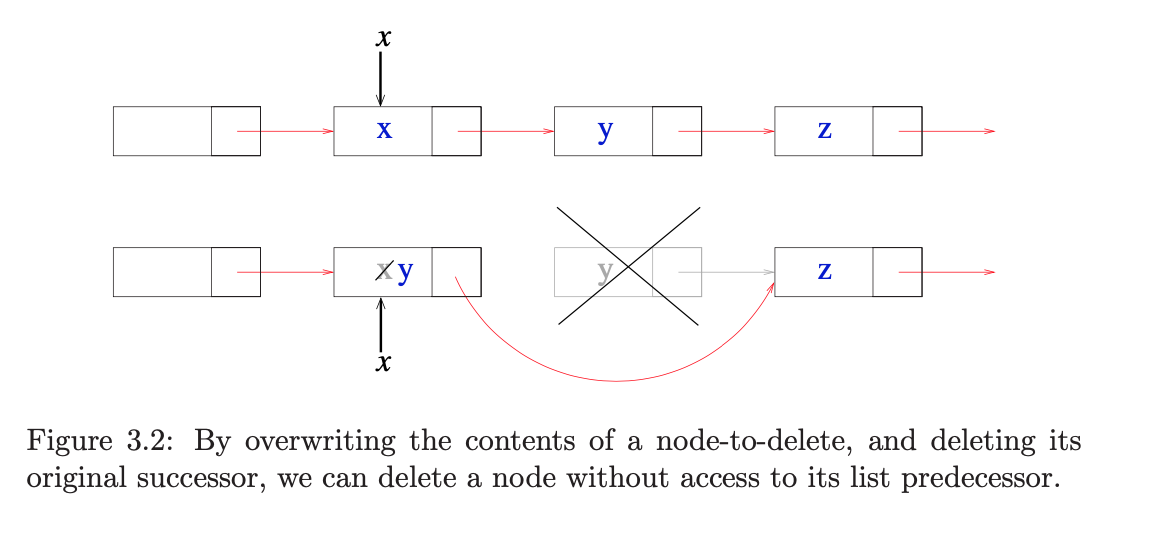 x
x y z
x y y z
x
Figure 3.2: By overwriting the contents of a node-to-delete, and deleting its
original successor, we can delete a node without access to its list predecessor.